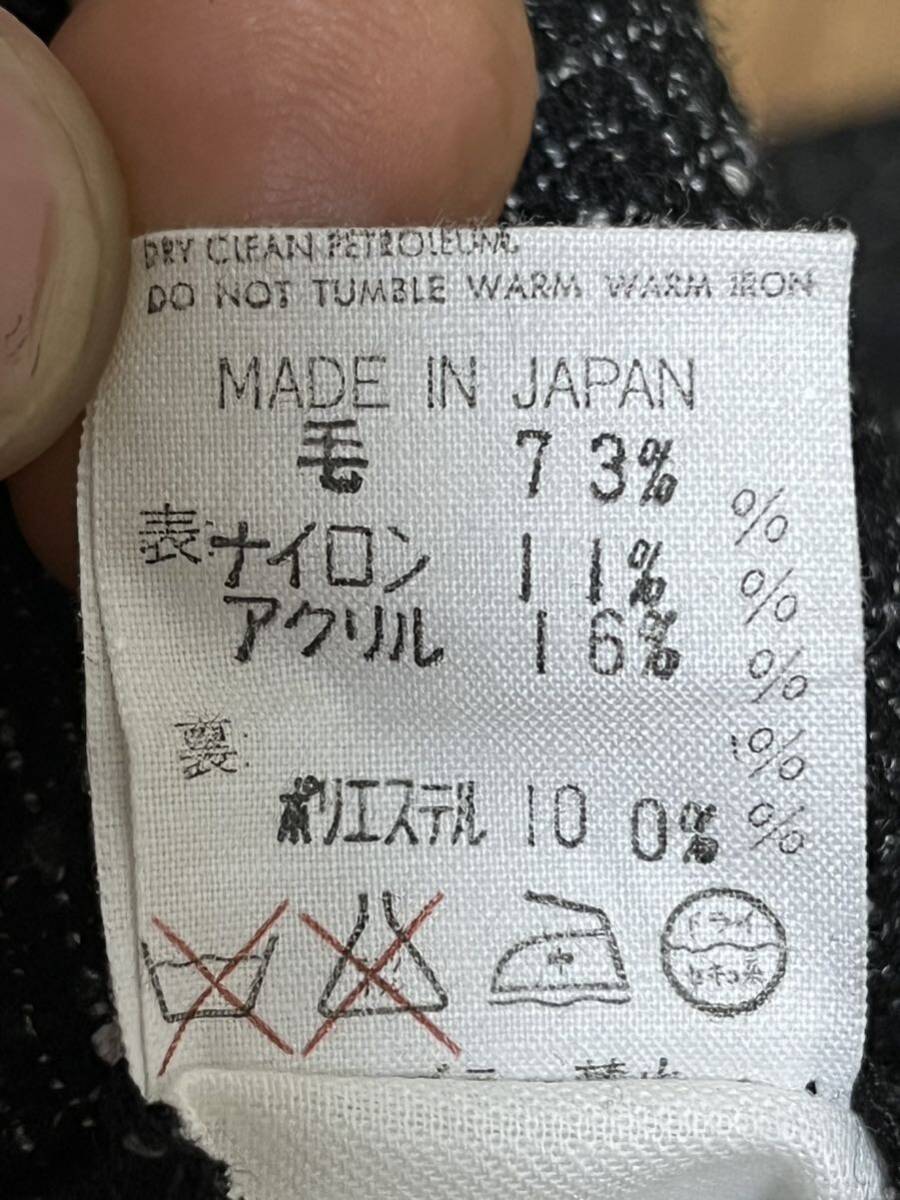 DRY CLEAN PETROLEUM
DO NOT TUMBLE WARM WARM IRON
MADE IN JAPAN
毛 73%
%
表:ナイロン 11%
%
アクリル 16%
%
裏:
%
ポリエステル 100%
%
中
ドライ
セキユ系